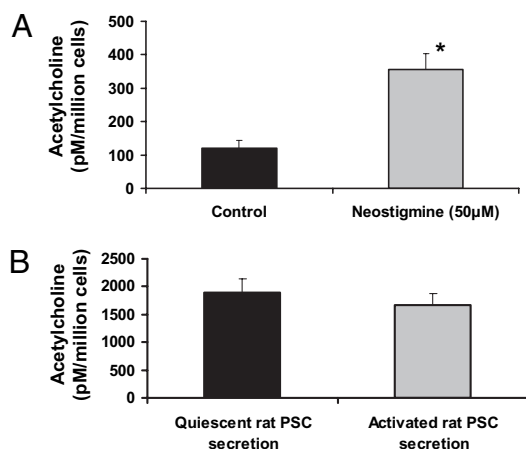 A
Acetylcholine
(pM/million cells)
500
400
300
200
100
0
*
Control
Neostigmine (50µM)
B
Acetylcholine
(pM/million cells)
2500
2000
1500
1000
500
0
Quiescent rat PSC
secretion
Activated rat PSC
secretion